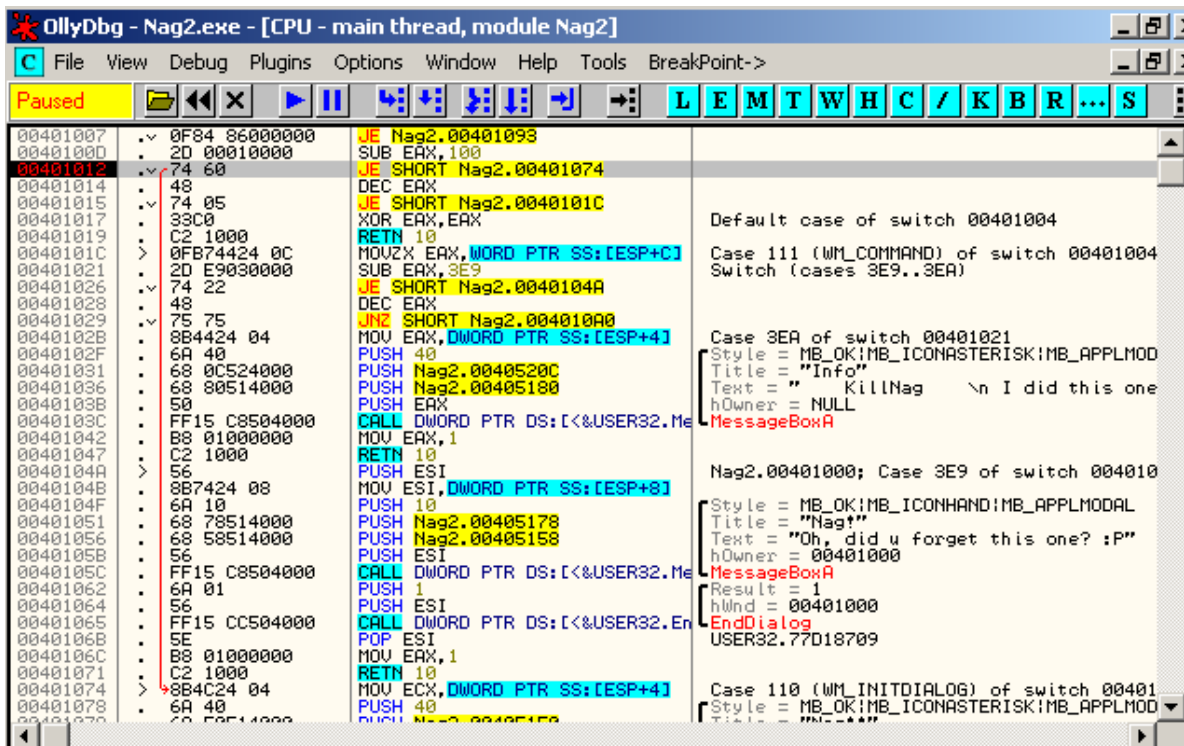 OllyDbg - Nag2.exe - [CPU - main thread, module Nag2]
C File View Debug Plugins Options Window Help Tools BreakPoint->
Paused L E M T W H C / K B R ... S
00401007 0F84 86000000 JE Nag2.00401093
0040100D 2D 00010000 SUB EAX,100
00401012 74 60 JE SHORT Nag2.00401074
00401014 48 DEC EAX
00401015 74 05 JE SHORT Nag2.0040101C
00401017 33C0 XOR EAX,EAX Default case of switch 00401004
00401019 C2 1000 RETN 10
0040101C 0FB74424 0C MOVZX EAX,WORD PTR SS:[ESP+C] Case 111 (WM_COMMAND) of switch 00401004
00401021 2D E9030000 SUB EAX,3E9 Switch (cases 3E9..3EA)
00401026 74 22 JE SHORT Nag2.0040104A
00401028 48 DEC EAX
00401029 75 75 JNZ SHORT Nag2.004010A0
0040102B 8B4424 04 MOV EAX,DWORD PTR SS:[ESP+4] Case 3EA of switch 00401021
0040102F 6A 40 PUSH 40 Style = MB_OK|MB_ICONASTERISK|MB_APPLMOD
00401031 68 0C524000 PUSH Nag2.0040520C Title = "Info"
00401036 68 80514000 PUSH Nag2.00405180 Text = " KillNag \n I did this one
0040103B 50 PUSH EAX hOwner = NULL
0040103C FF15 C8504000 CALL DWORD PTR DS:[<&USER32.Me MessageBoxA
00401042 B8 01000000 MOV EAX,1
00401047 C2 1000 RETN 10
0040104A 56 PUSH ESI Nag2.00401000; Case 3E9 of switch 004010
0040104B 8B7424 08 MOV ESI,DWORD PTR SS:[ESP+8]
0040104F 6A 10 PUSH 10 Style = MB_OK|MB_ICONHAND|MB_APPLMODAL
00401051 68 78514000 PUSH Nag2.00405178 Title = "Nag!"
00401056 68 58514000 PUSH Nag2.00405158 Text = "Oh, did u forget this one? :P"
0040105B 56 PUSH ESI hOwner = 00401000
0040105C FF15 C8504000 CALL DWORD PTR DS:[<&USER32.Me MessageBoxA
00401062 6A 01 PUSH 1 Result = 1
00401064 56 PUSH ESI hWnd = 00401000
00401065 FF15 CC504000 CALL DWORD PTR DS:[<&USER32.En EndDialog
0040106B 5E POP ESI USER32.77D18709
0040106C B8 01000000 MOV EAX,1
00401071 C2 1000 RETN 10
00401074 8B4C24 04 MOV ECX,DWORD PTR SS:[ESP+4] Case 110 (WM_INITDIALOG) of switch 00401
00401078 6A 40 PUSH 40 Style = MB_OK|MB_ICONASTERISK|MB_APPLMOD